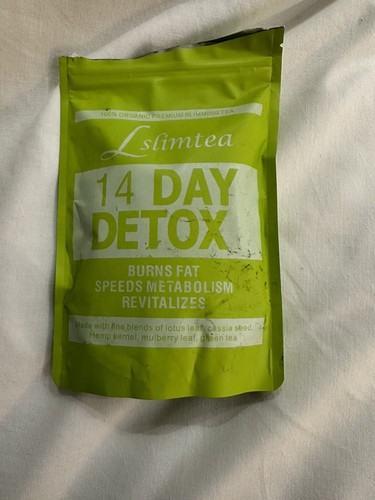 100% ORGANIC PREMIUM SLIMMING TEA
Lslimtea
14 DAY
DETOX
BURNS FAT
SPEEDS METABOLISM
REVITALIZES
Made with fine blends of lotus leaf, cassia seed,
Hemp kernel, mulberry leaf, green tea